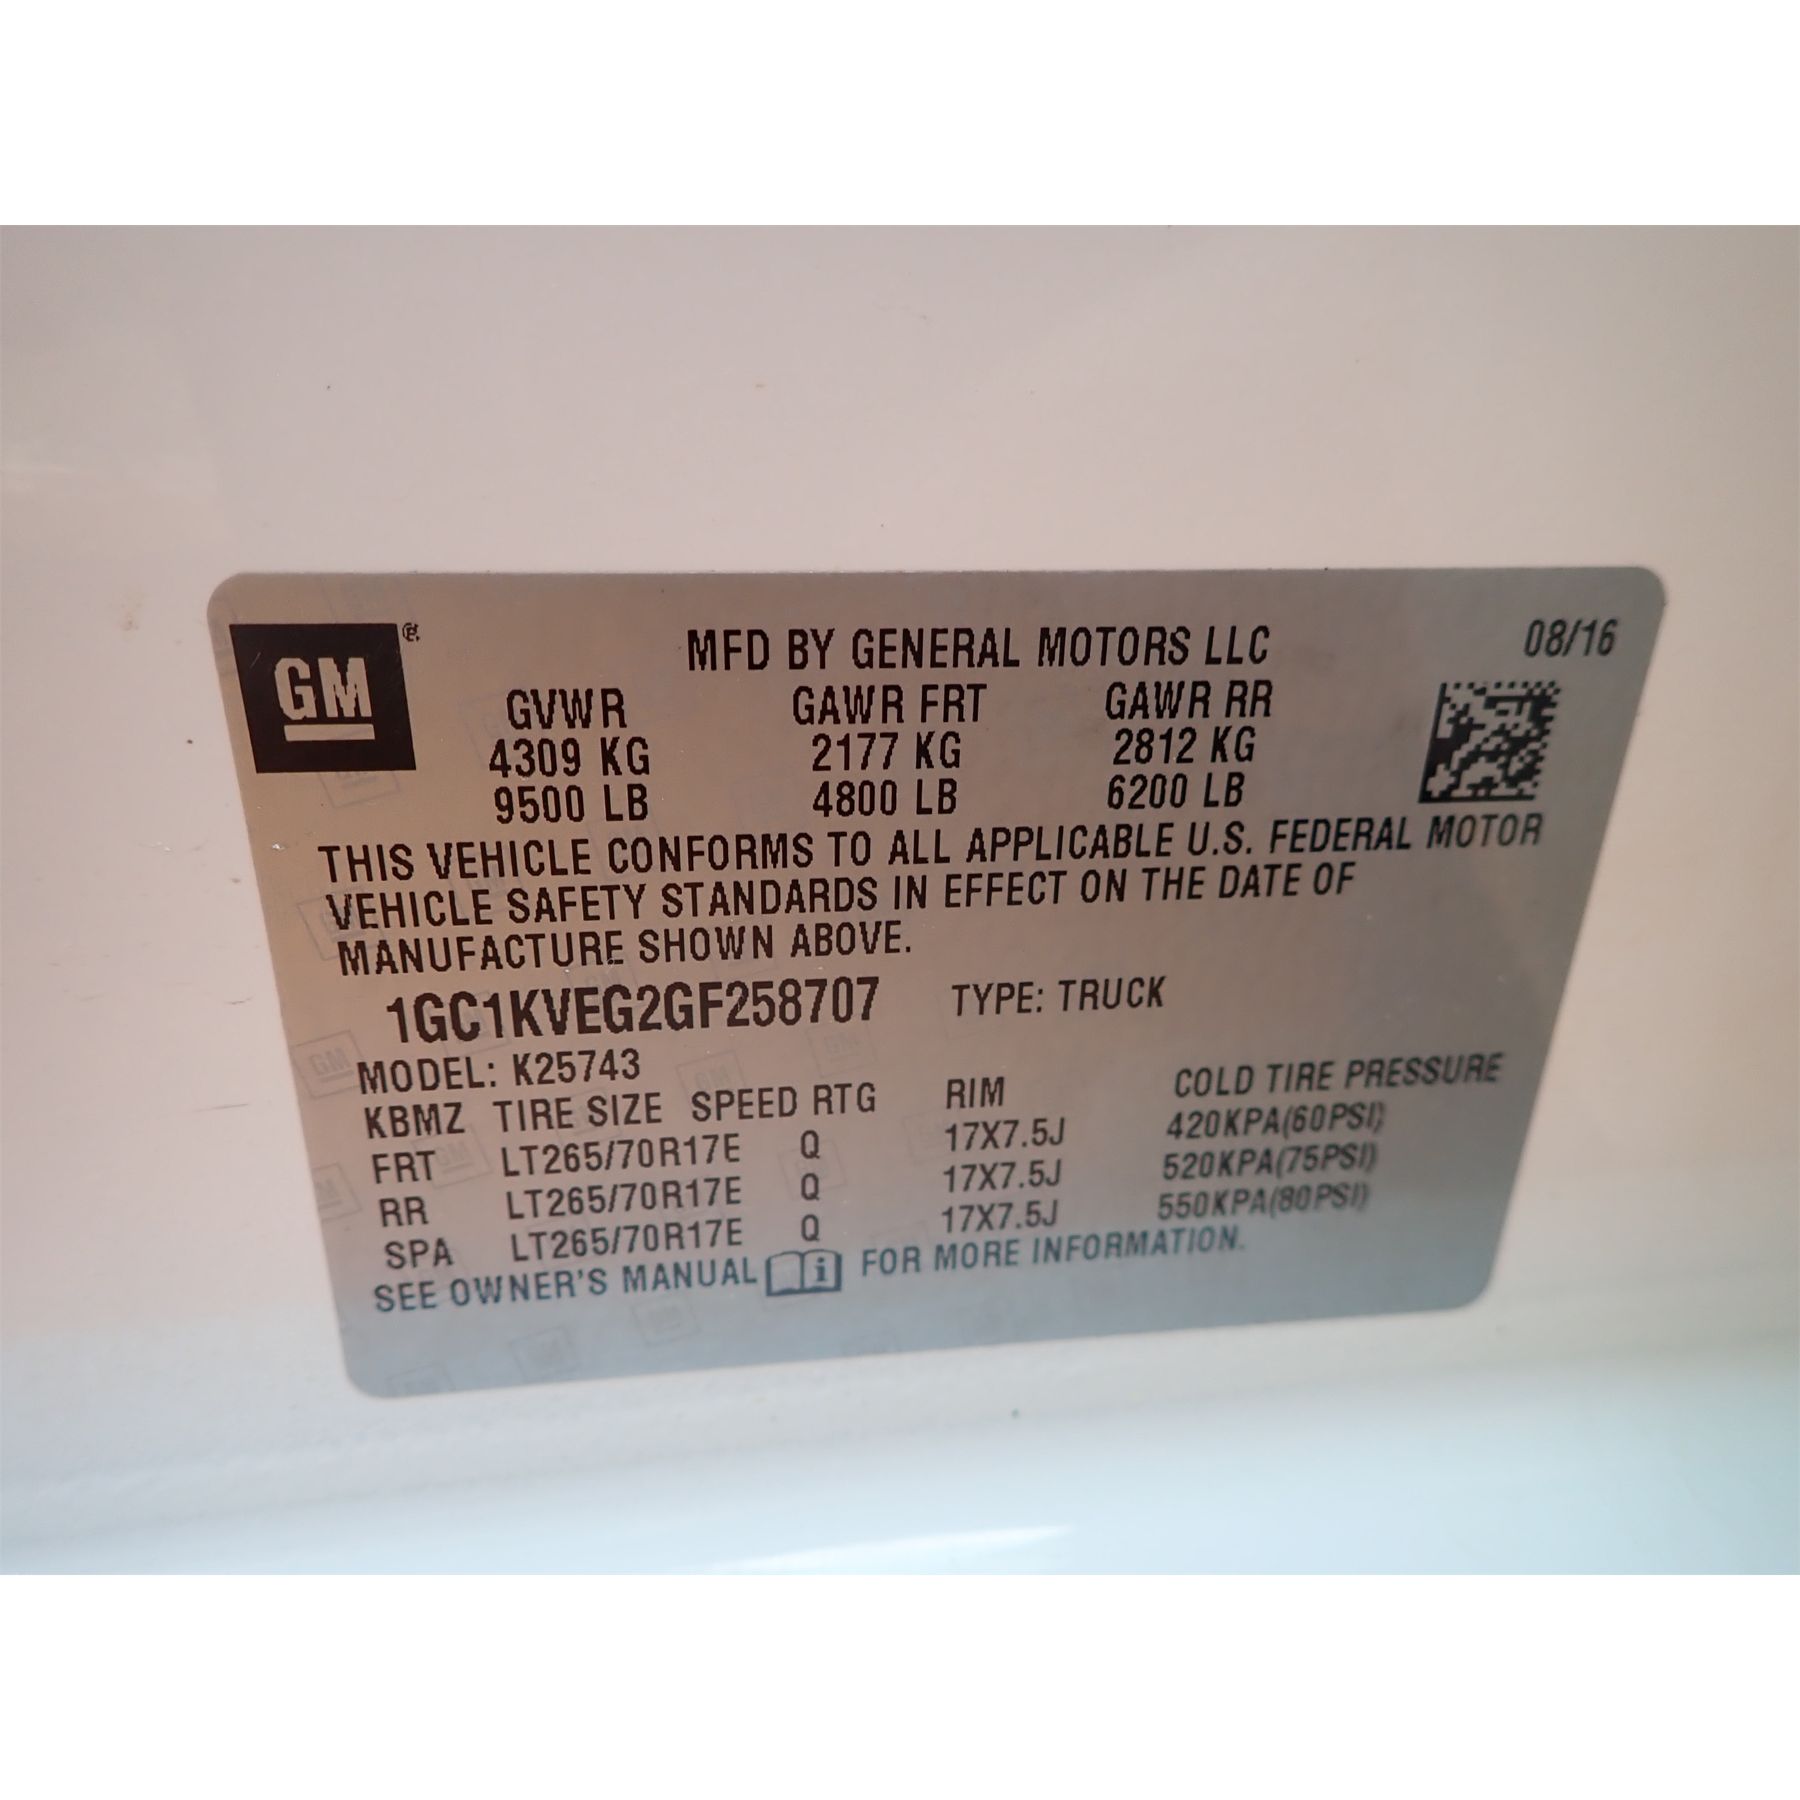 GM ®
MFD BY GENERAL MOTORS LLC 08/16
GVWR GAWR FRT GAWR RR
4309 KG 2177 KG 2812 KG
9500 LB 4800 LB 6200 LB
THIS VEHICLE CONFORMS TO ALL APPLICABLE U.S. FEDERAL MOTOR
VEHICLE SAFETY STANDARDS IN EFFECT ON THE DATE OF
MANUFACTURE SHOWN ABOVE.
1GC1KVEG2GF258707 TYPE: TRUCK
MODEL: K25743
KBMZ TIRE SIZE SPEED RTG RIM COLD TIRE PRESSURE
FRT LT265/70R17E Q 17X7.5J 420KPA(60PSI)
RR LT265/70R17E Q 17X7.5J 520KPA(75PSI)
SPA LT265/70R17E Q 17X7.5J 550KPA(80PSI)
SEE OWNER'S MANUAL i FOR MORE INFORMATION.